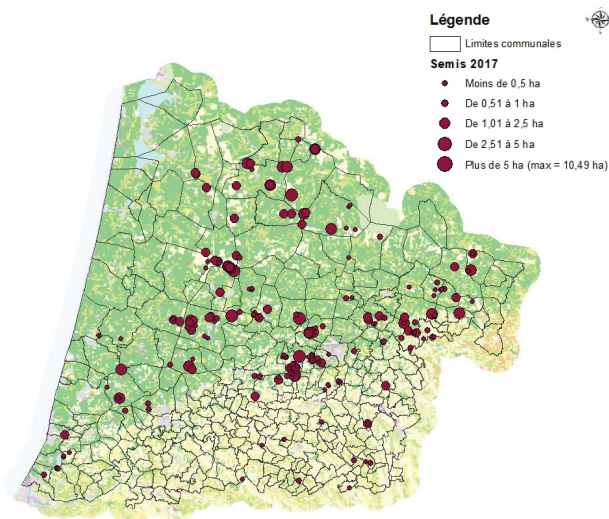 Légende
Limites communales
Semis 2017
Moins de 0,5 ha
De 0,51 à 1 ha
De 1,01 à 2,5 ha
De 2,51 à 5 ha
Plus de 5 ha (max = 10,49 ha)